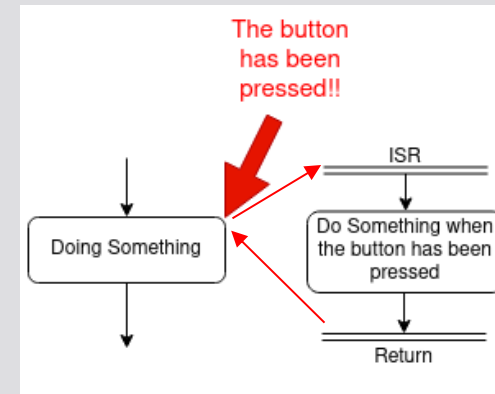 The button
has been
pressed!!
ISR
Doing Something
Do Something when
the button has been
pressed
Return